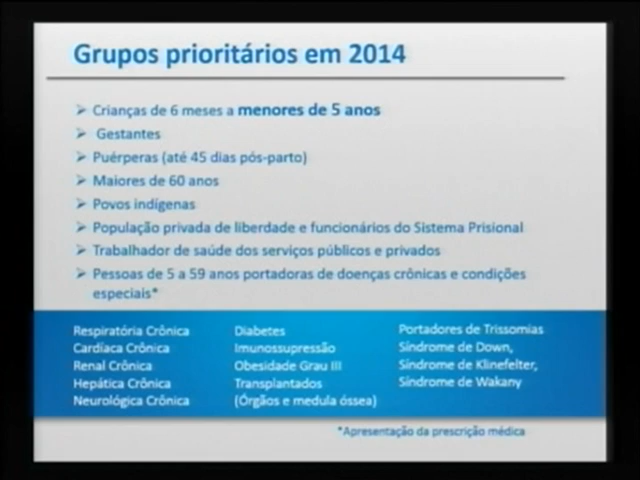 Grupos prioritários em 2014
Crianças de 6 meses a menores de 5 anos
Gestantes
Puérperas (até 45 dias pós-parto)
Maiores de 60 anos
Povos indígenas
População privada de liberdade e funcionários do Sistema Prisional
Trabalhador de saúde dos serviços públicos e privados
Pessoas de 5 a 59 anos portadoras de doenças crônicas e condições
especiais*
Respiratória Crônica
Cardíaca Crônica
Renal Crônica
Hepática Crônica
Neurológica Crônica
Diabetes
Imunossupressão
Obesidade Grau III
Transplantados
(Órgãos e medula óssea)
Portadores de Trissomias
Síndrome de Down,
Síndrome de Klinefelter,
Síndrome de Wakany
*Apresentação da prescrição médica